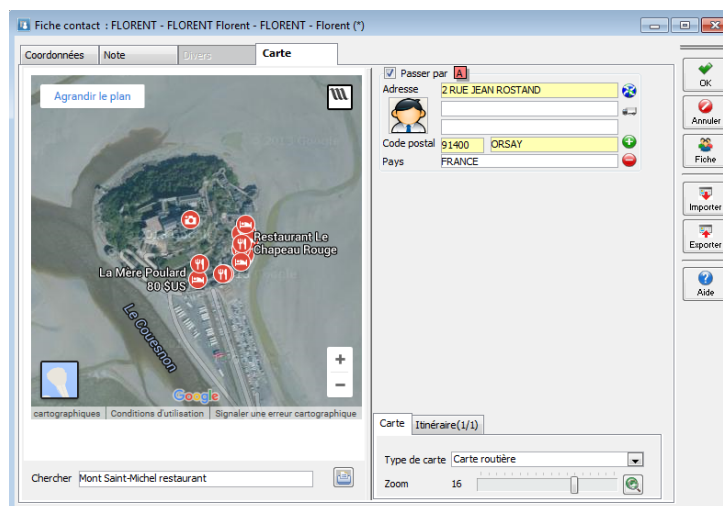 Fiche contact : FLORENT - FLORENT Florent - FLORENT - Florent (*)
Coordonnées
Note
Divers
Carte
Agrandir le plan
Restaurant Le
Chapeau Rouge
La Mère Poulard
80 $US
Le Couesnon
+
−
Google
cartographiques
Conditions d'utilisation
Signaler une erreur cartographique
Chercher Mont Saint-Michel restaurant
Passer par A
Adresse 2 RUE JEAN ROSTAND
Code postal 91400 ORSAY
Pays FRANCE
Carte
Itinéraire(1/1)
Type de carte Carte routière
Zoom 16
OK
Annuler
Fiche
Importer
Exporter
Aide